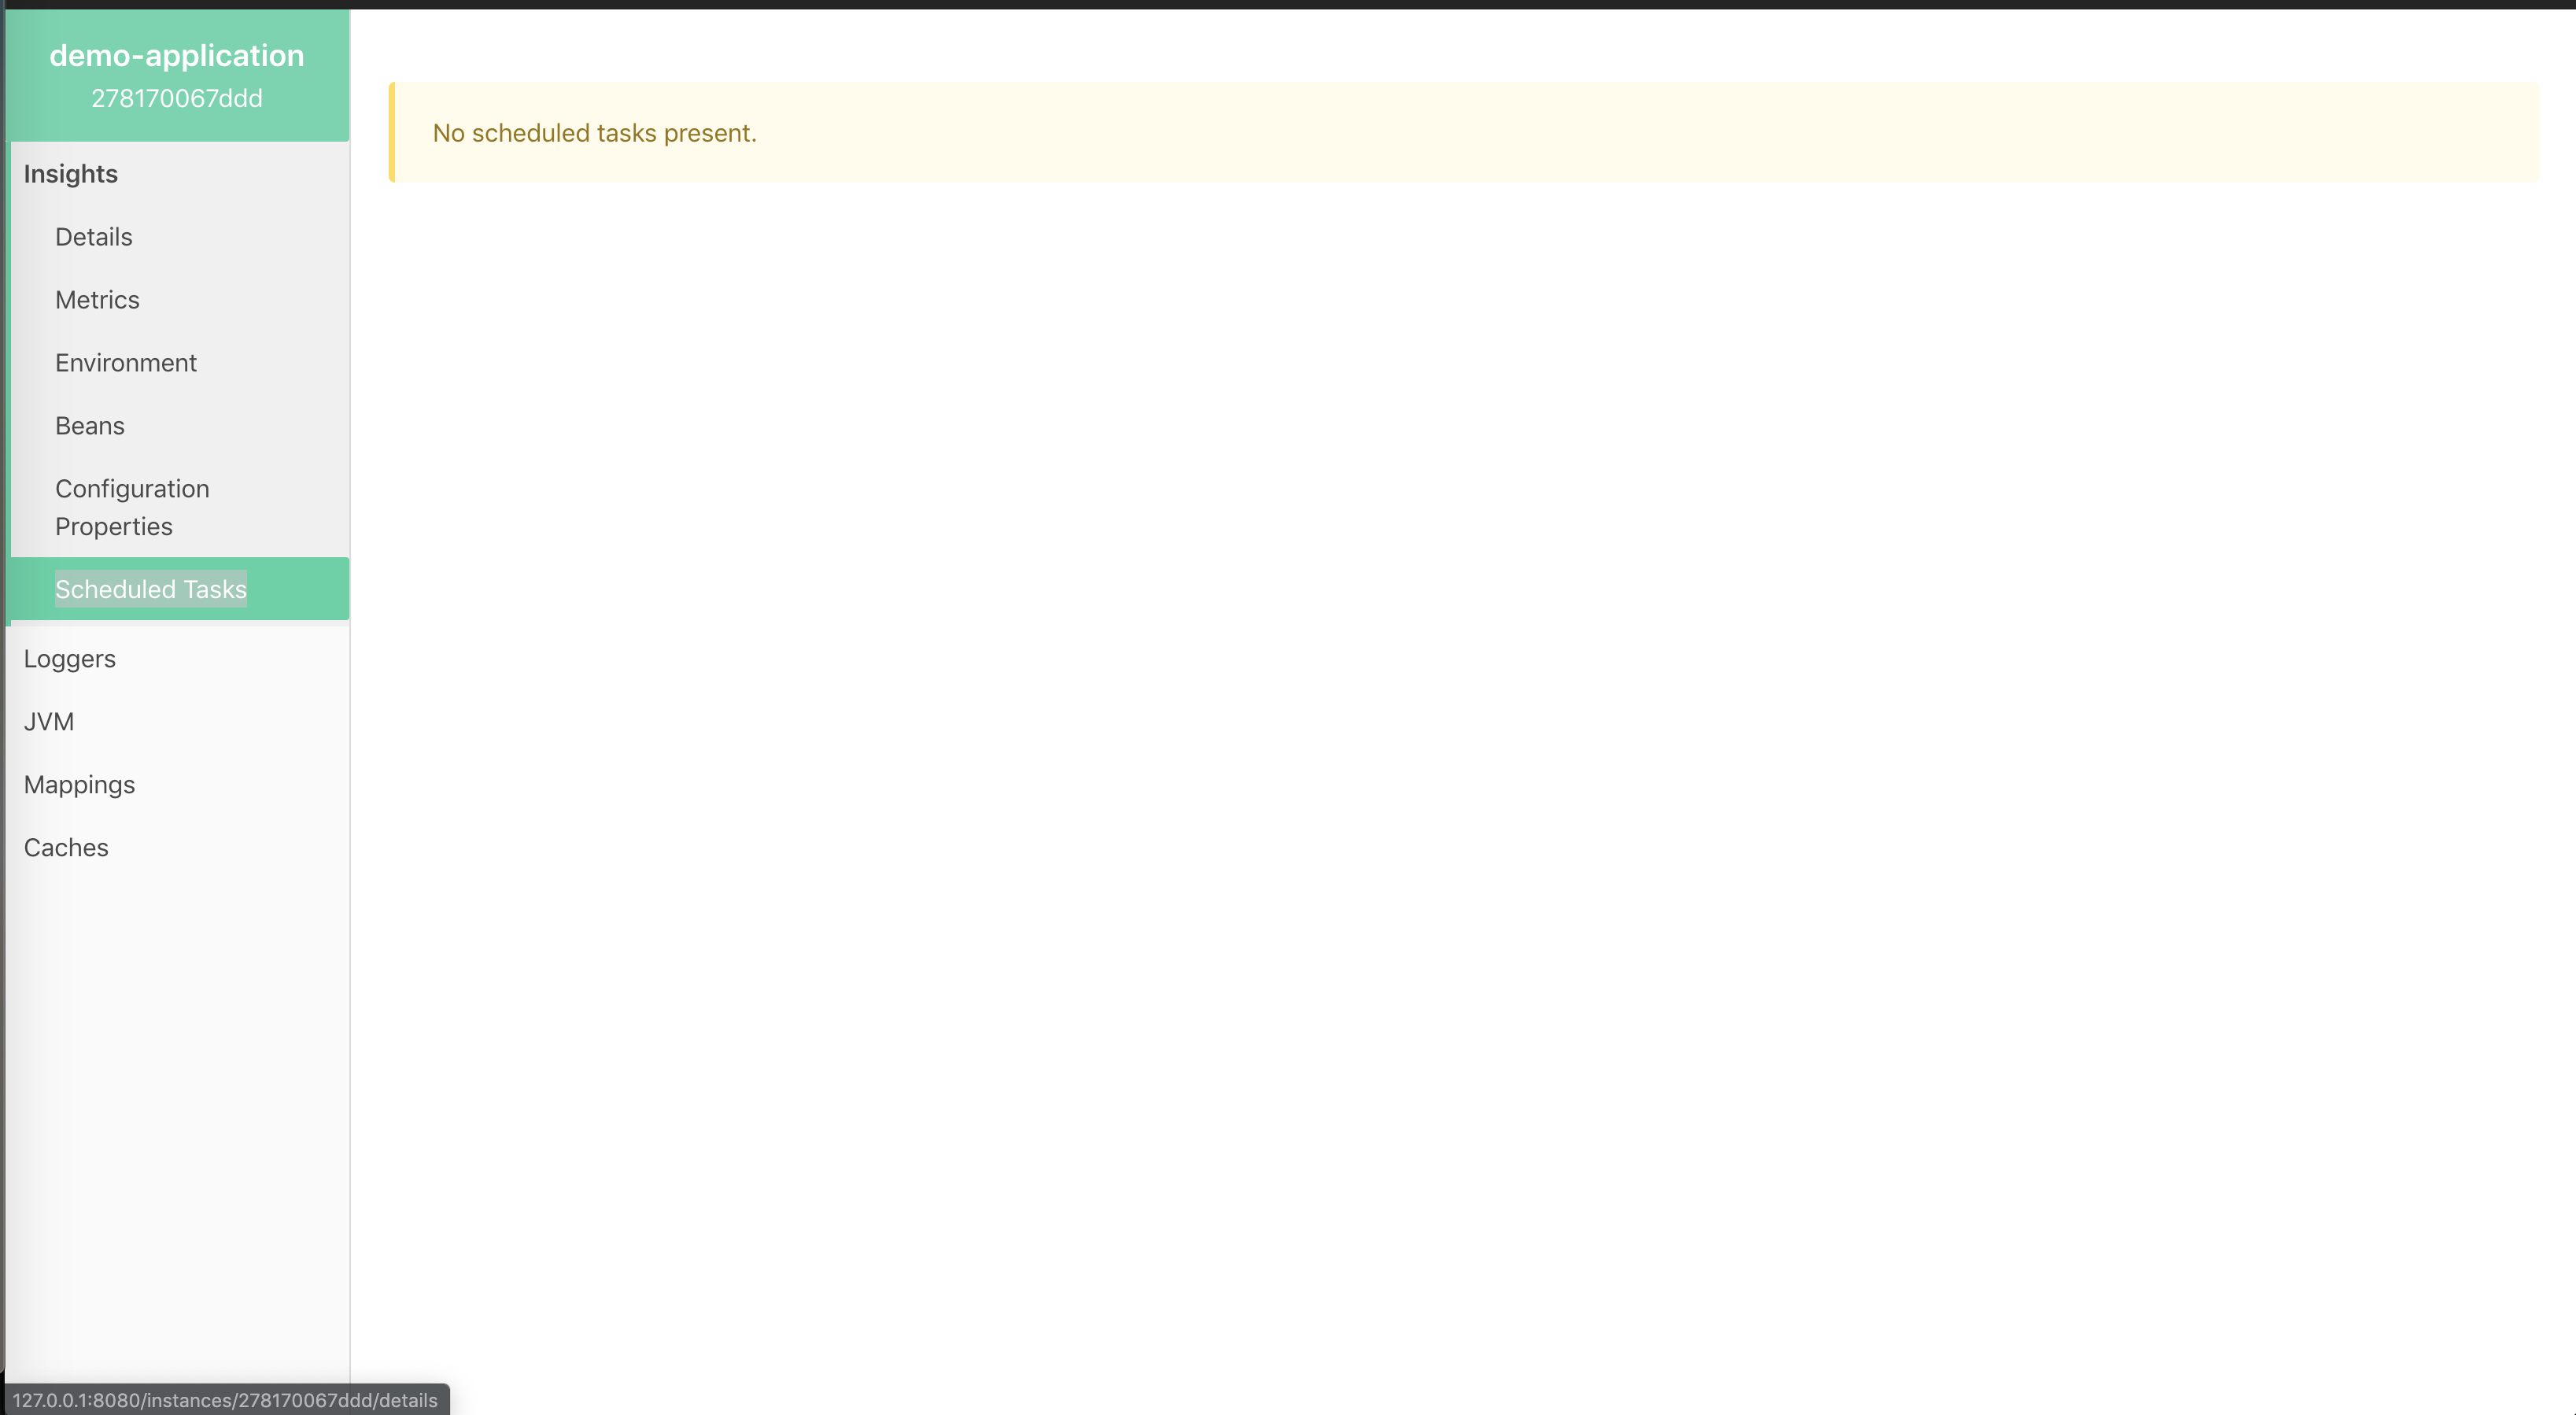 demo-application
278170067ddd
Insights
Details
Metrics
Environment
Beans
Configuration
Properties
Scheduled Tasks
Loggers
JVM
Mappings
Caches
No scheduled tasks present.
127.0.0.1:8080/instances/278170067ddd/details